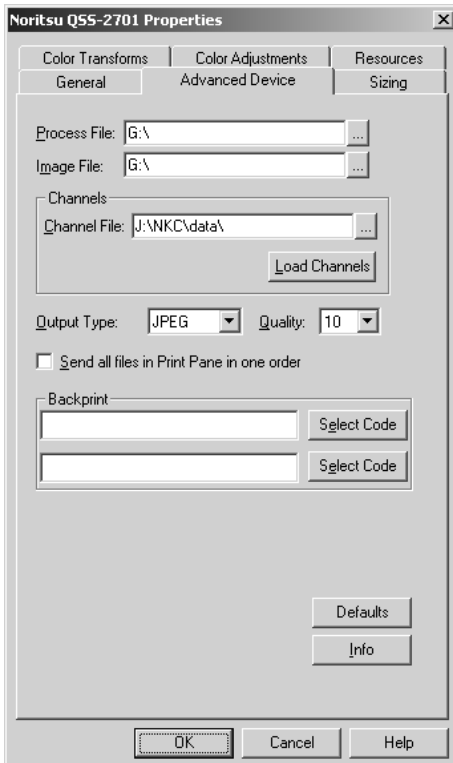 Noritsu QSS-2701 Properties
Color Transforms Color Adjustments Resources
General Advanced Device Sizing
Process File: G:\ ...
Image File: G:\ ...
Channels
Channel File: J:\NKC\data\ ...
Load Channels
Output Type: JPEG Quality: 10
Send all files in Print Pane in one order
Backprint
Select Code
Select Code
Defaults
Info
OK Cancel Help